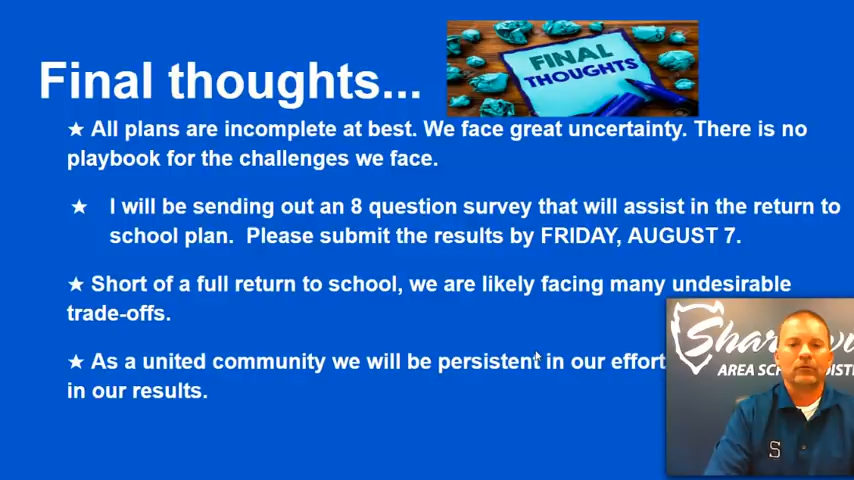 Final thoughts...
FINAL
THOUGHTS
★ All plans are incomplete at best. We face great uncertainty. There is no
playbook for the challenges we face.
★ I will be sending out an 8 question survey that will assist in the return to
school plan. Please submit the results by FRIDAY, AUGUST 7.
★ Short of a full return to school, we are likely facing many undesirable
trade-offs.
★ As a united community we will be persistent in our effort
in our results.
AREA
S